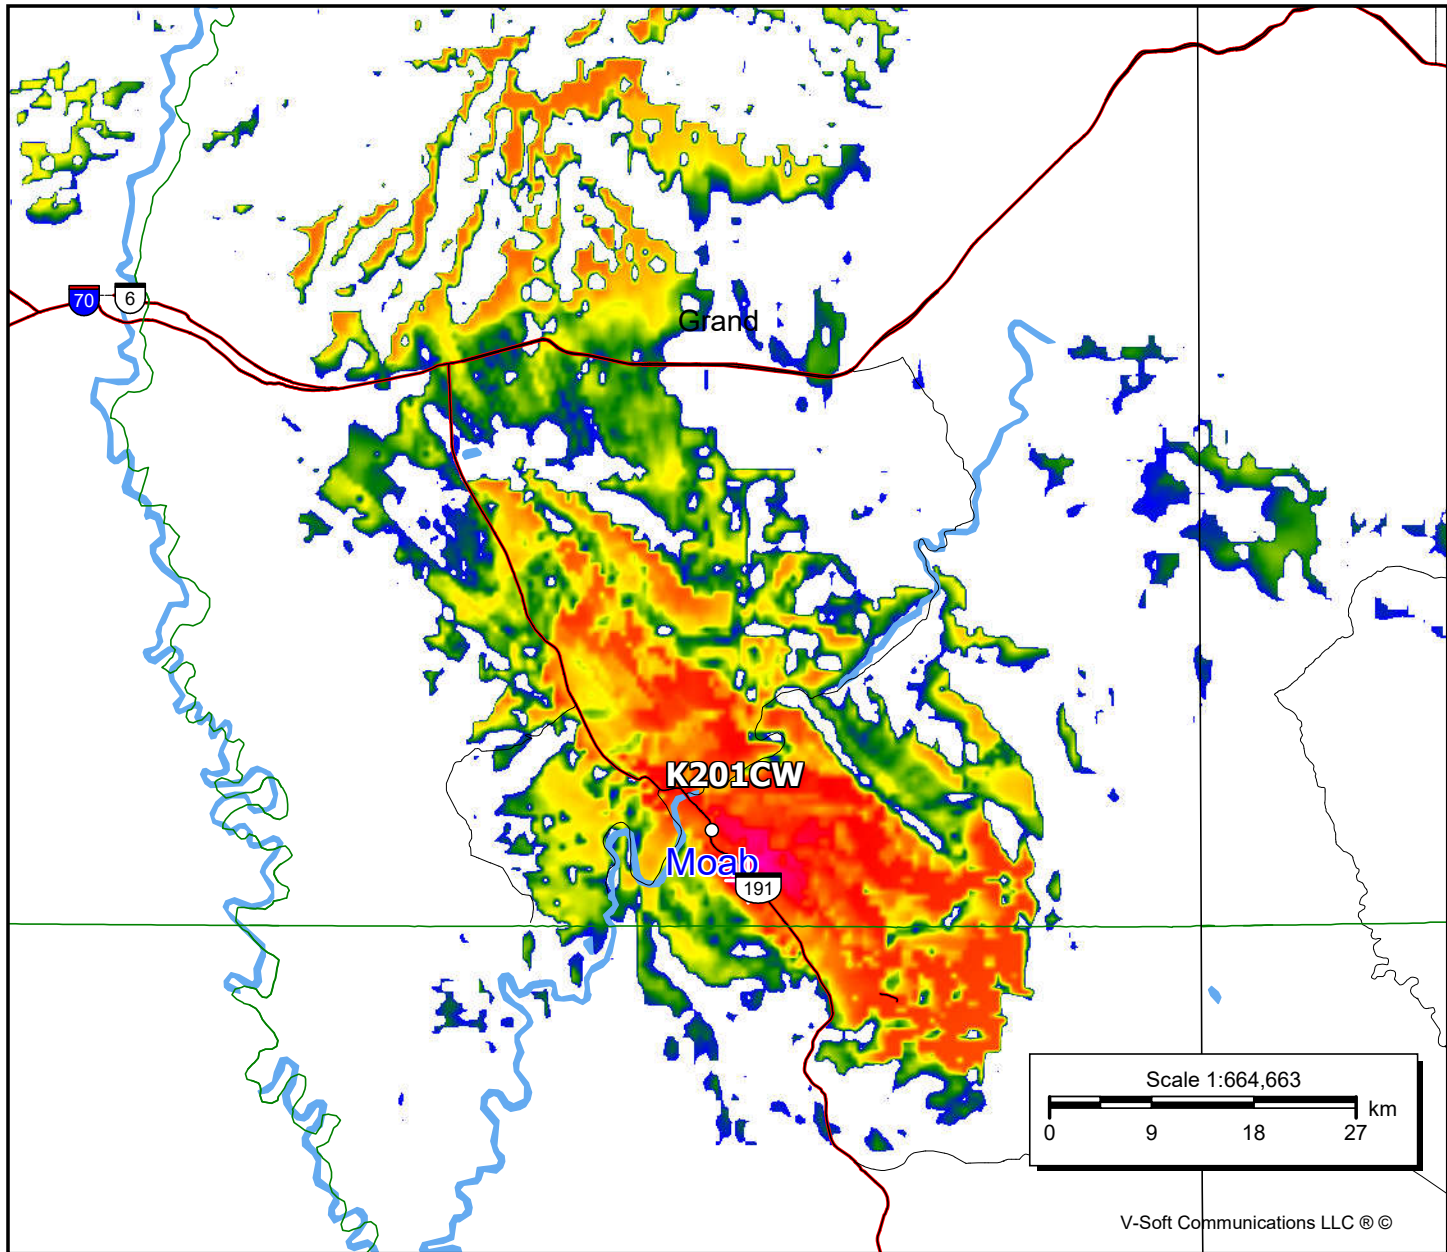 70
6
Grand
K201CW
Moab
191
Scale 1:664,663
km
0 9 18 27
V-Soft Communications LLC ® ©